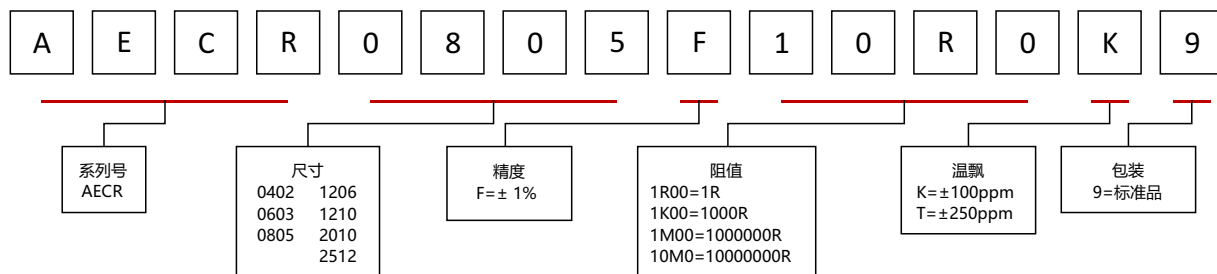 A E C R 0 8 0 5 F 1 0 R 0 K 9
系列号
AECR
尺寸
0402 1206
0603 1210
0805 2010
2512
精度
F=± 1%
阻值
1R00=1R
1K00=1000R
1M00=1000000R
10M0=10000000R
温飘
K=±100ppm
T=±250ppm
包装
9=标准品